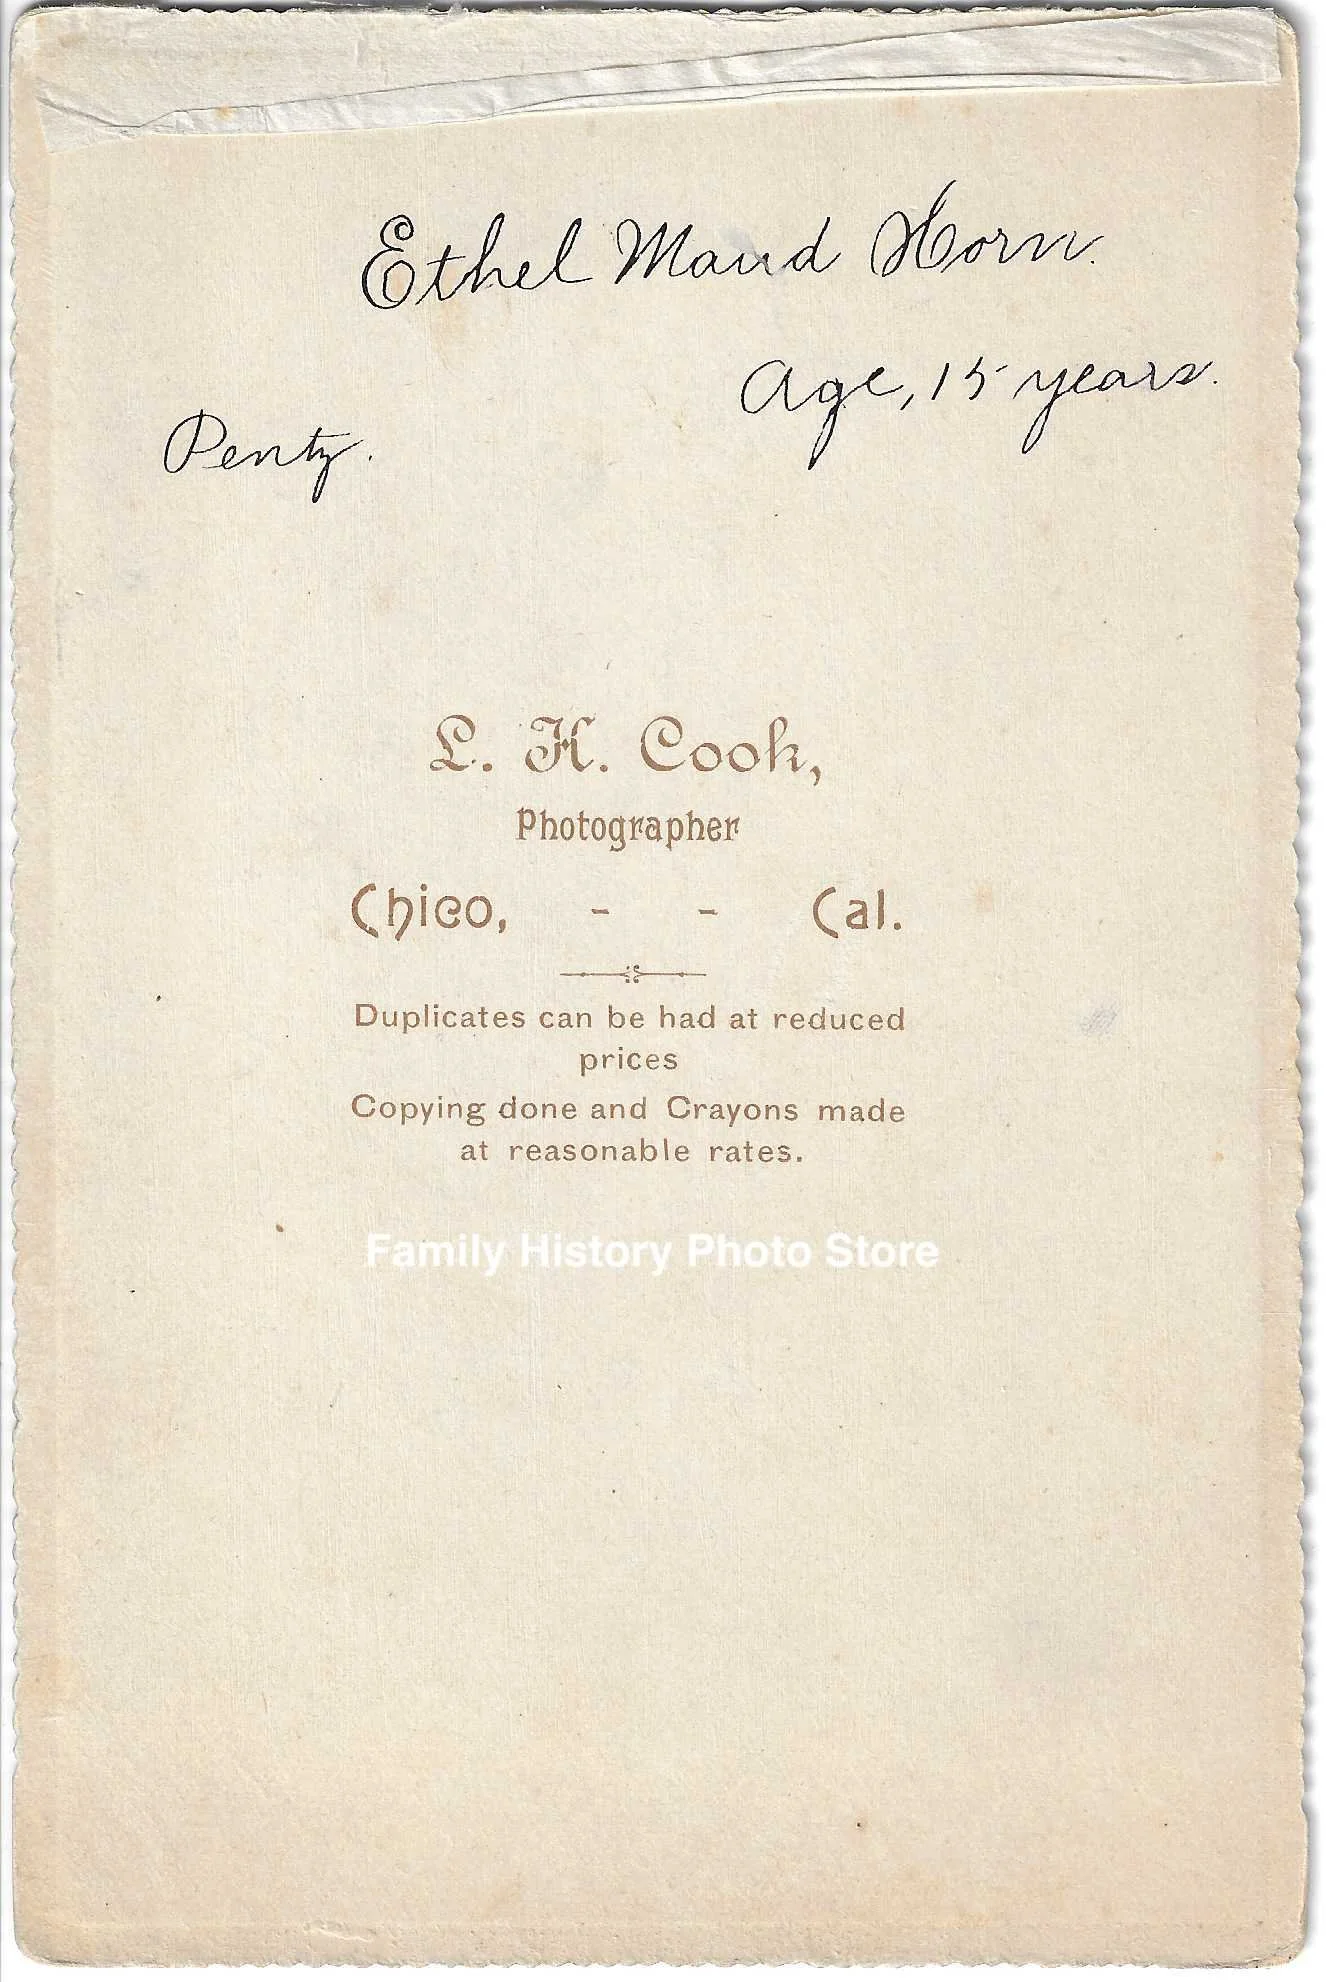 Ethel Maud Horn.
Age, 15 years.
Pentz.
L. H. Cook,
Photographer
Chico, - - Cal.
Duplicates can be had at reduced
prices
Copying done and Crayons made
at reasonable rates.
Family History Photo Store